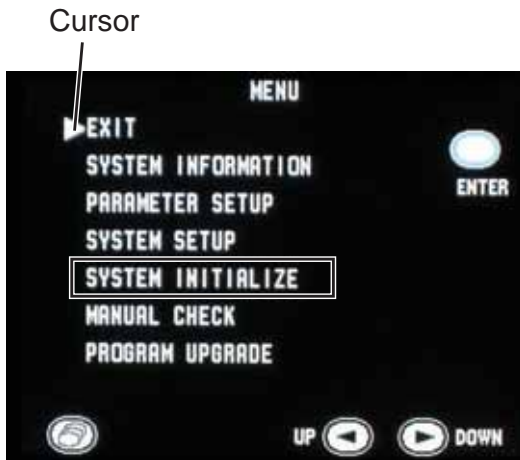 Cursor
MENU
EXIT
SYSTEM INFORMATION
ENTER
PARAMETER SETUP
SYSTEM SETUP
SYSTEM INITIALIZE
MANUAL CHECK
PROGRAM UPGRADE
UP DOWN